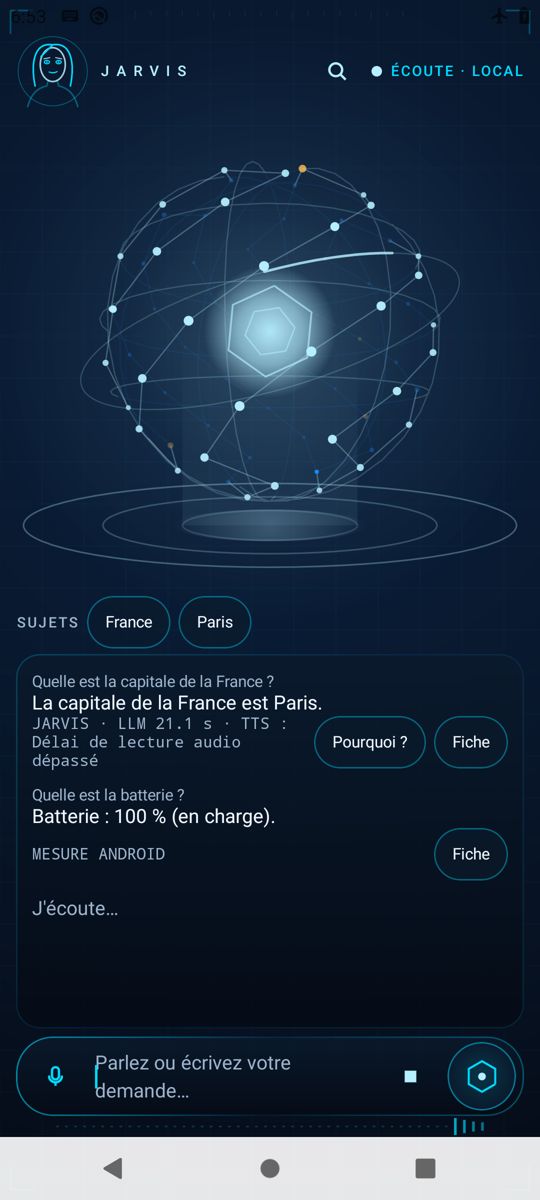 5:53
JARVIS
ÉCOUTE · LOCAL
SUJETS
France
Paris
Quelle est la capitale de la France ?
La capitale de la France est Paris.
JARVIS · LLM 21.1 s · TTS :
Délai de lecture audio
dépassé
Pourquoi ?
Fiche
Quelle est la batterie ?
Batterie : 100 % (en charge).
MESURE ANDROID
Fiche
J'écoute…
Parlez ou écrivez votre
demande…